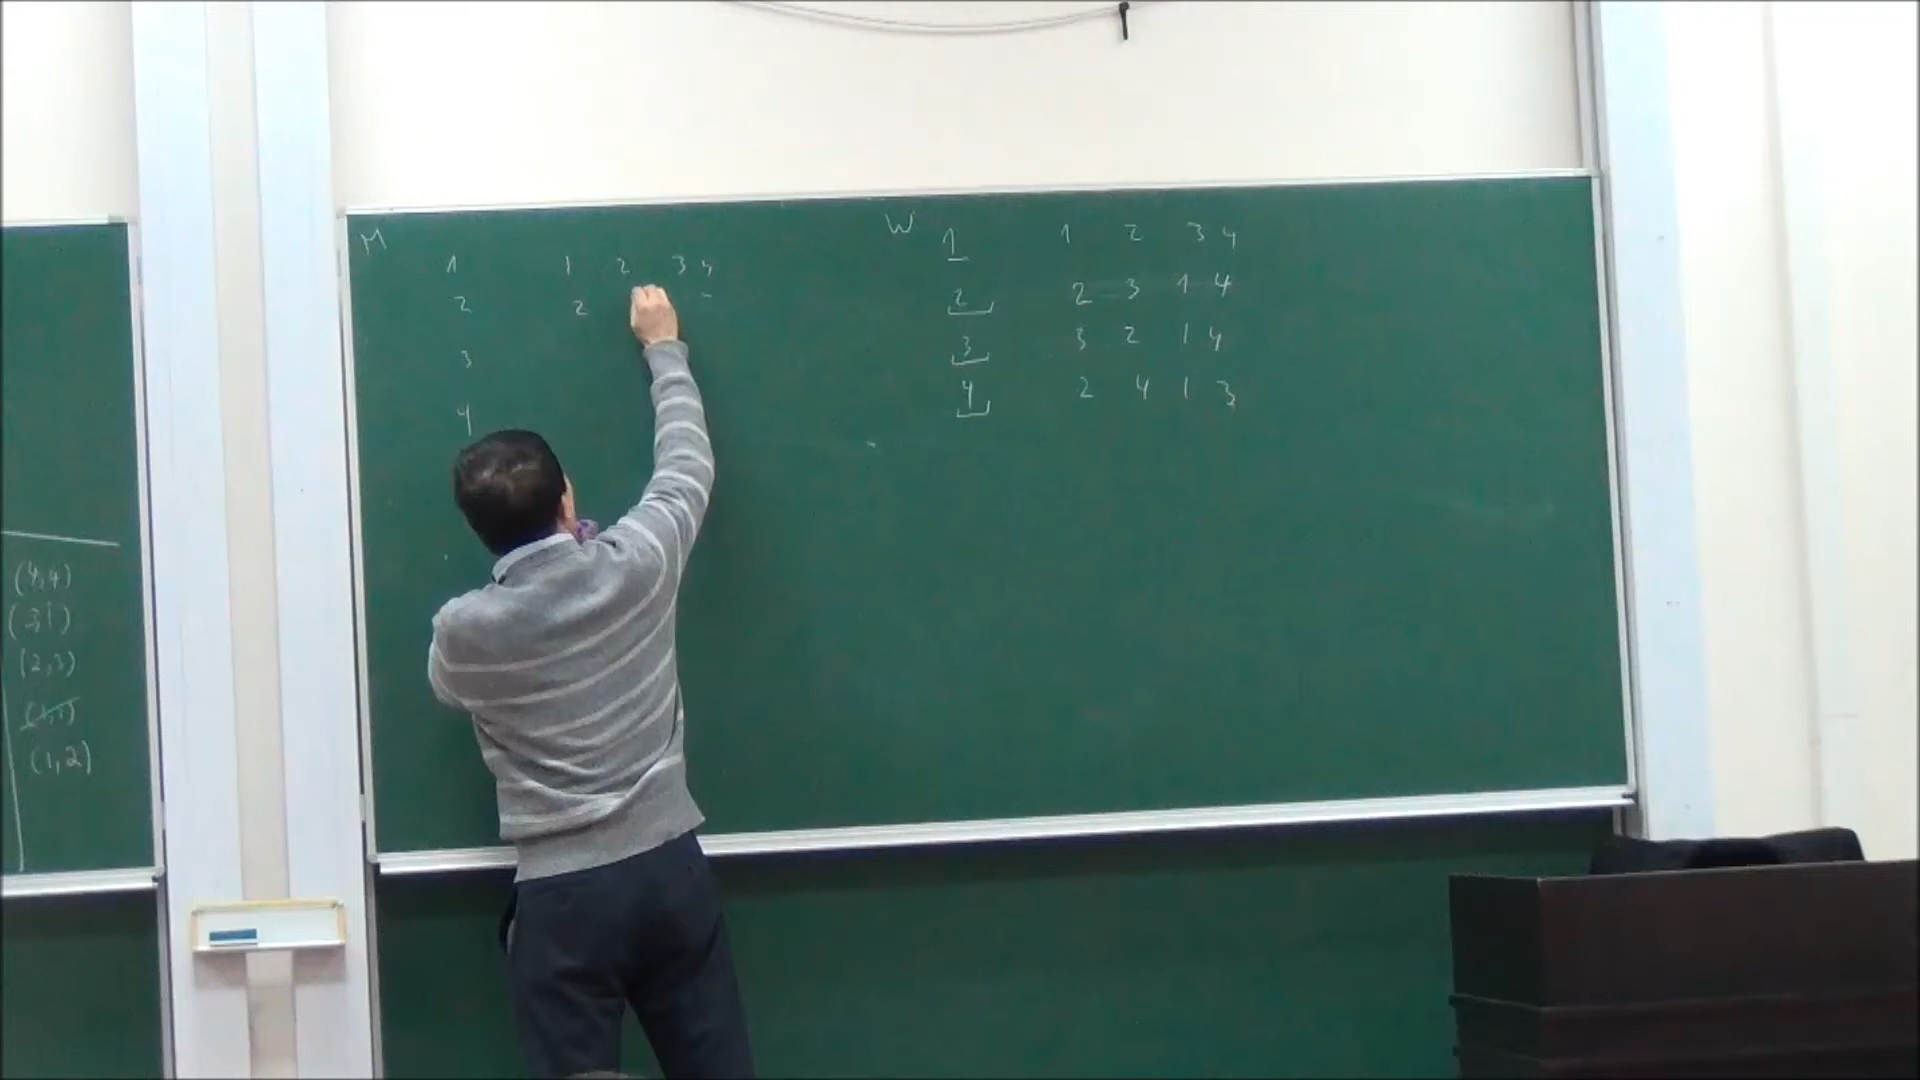 (4,4)
(3,1)
(2,3)
(1,1)
(1,2)
M
1 1 2 3 4
2 2
3
4
W
1 1 2 3 4
2 2 3 1 4
3 3 2 1 4
4 2 4 1 3